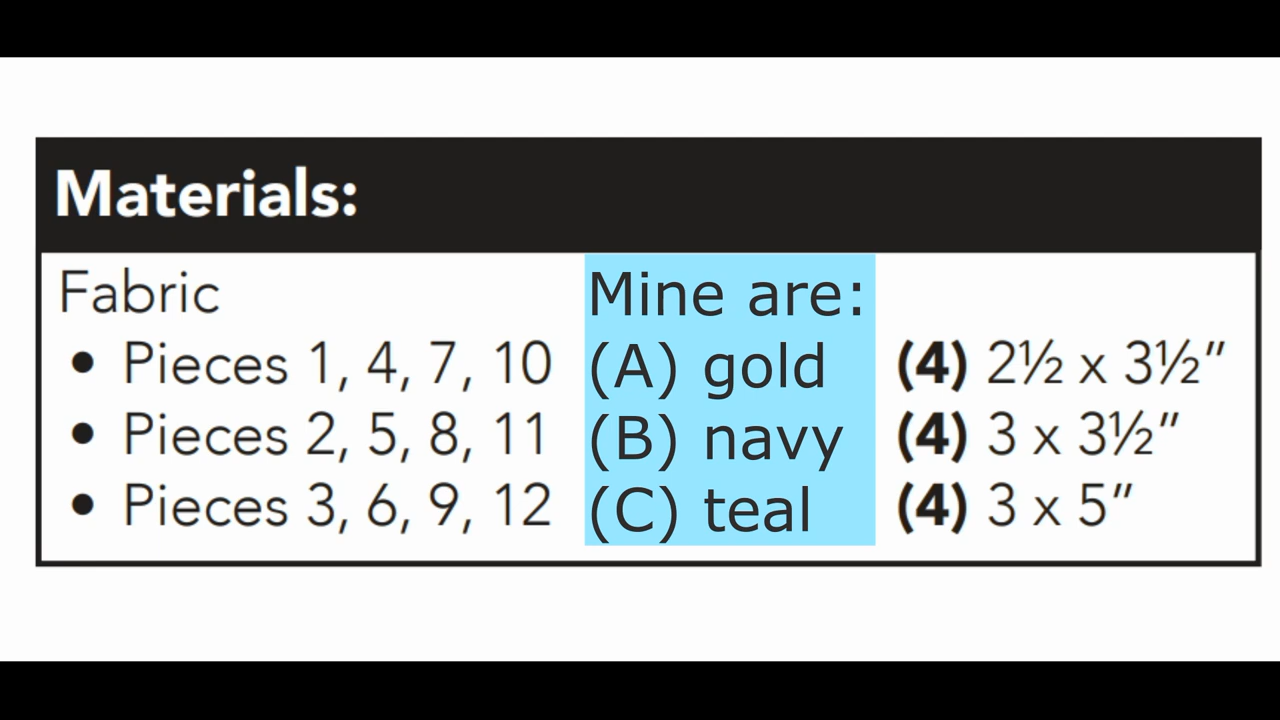 Materials:
Fabric Mine are:
• Pieces 1, 4, 7, 10 (A) gold (4) 2½ x 3½″
• Pieces 2, 5, 8, 11 (B) navy (4) 3 x 3½″
• Pieces 3, 6, 9, 12 (C) teal (4) 3 x 5″